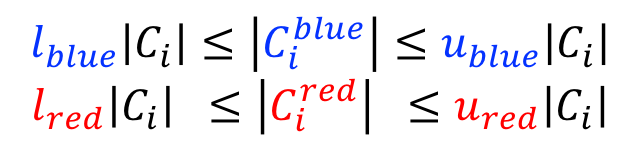 l_blue|C_i| ≤ |C_i^blue| ≤ u_blue|C_i|
l_red|C_i| ≤ |C_i^red| ≤ u_red|C_i|